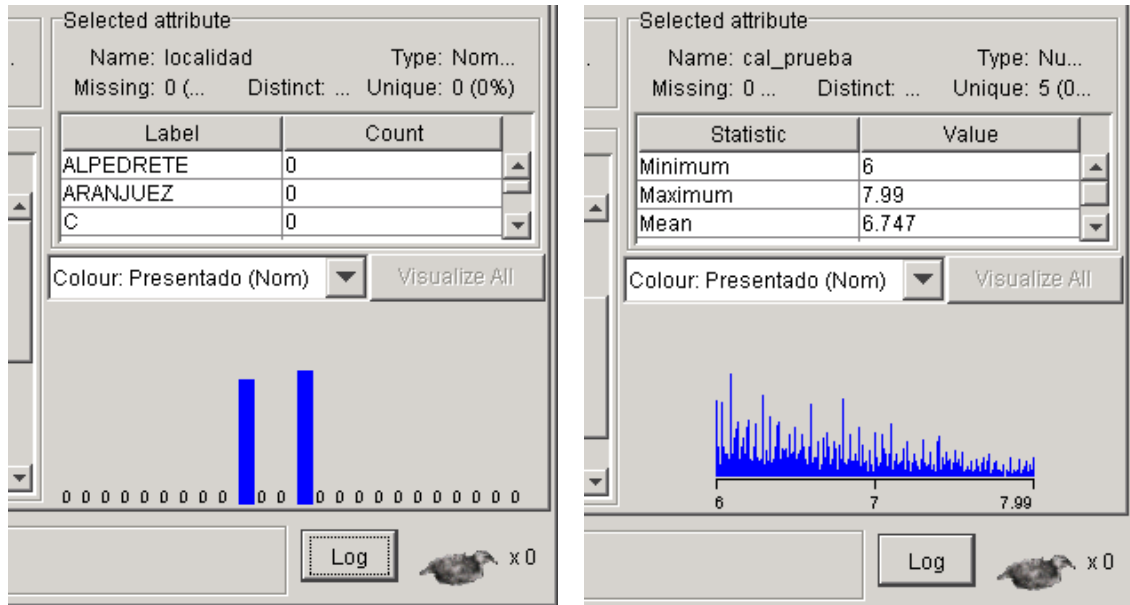 Selected attribute
Name: localidad Type: Nom...
Missing: 0 (... Distinct: ... Unique: 0 (0%)
Label Count
ALPEDRETE 0
ARANJUEZ 0
C 0
Colour: Presentado (Nom) Visualize All
0 0 0 0 0 0 0 0 0 0 0 0 0 0 0 0 0 0 0 0 0 0
Log x 0
Selected attribute
Name: cal_prueba Type: Nu...
Missing: 0 ... Distinct: ... Unique: 5 (0...
Statistic Value
Minimum 6
Maximum 7.99
Mean 6.747
Colour: Presentado (Nom) Visualize All
6 7 7.99
Log x 0